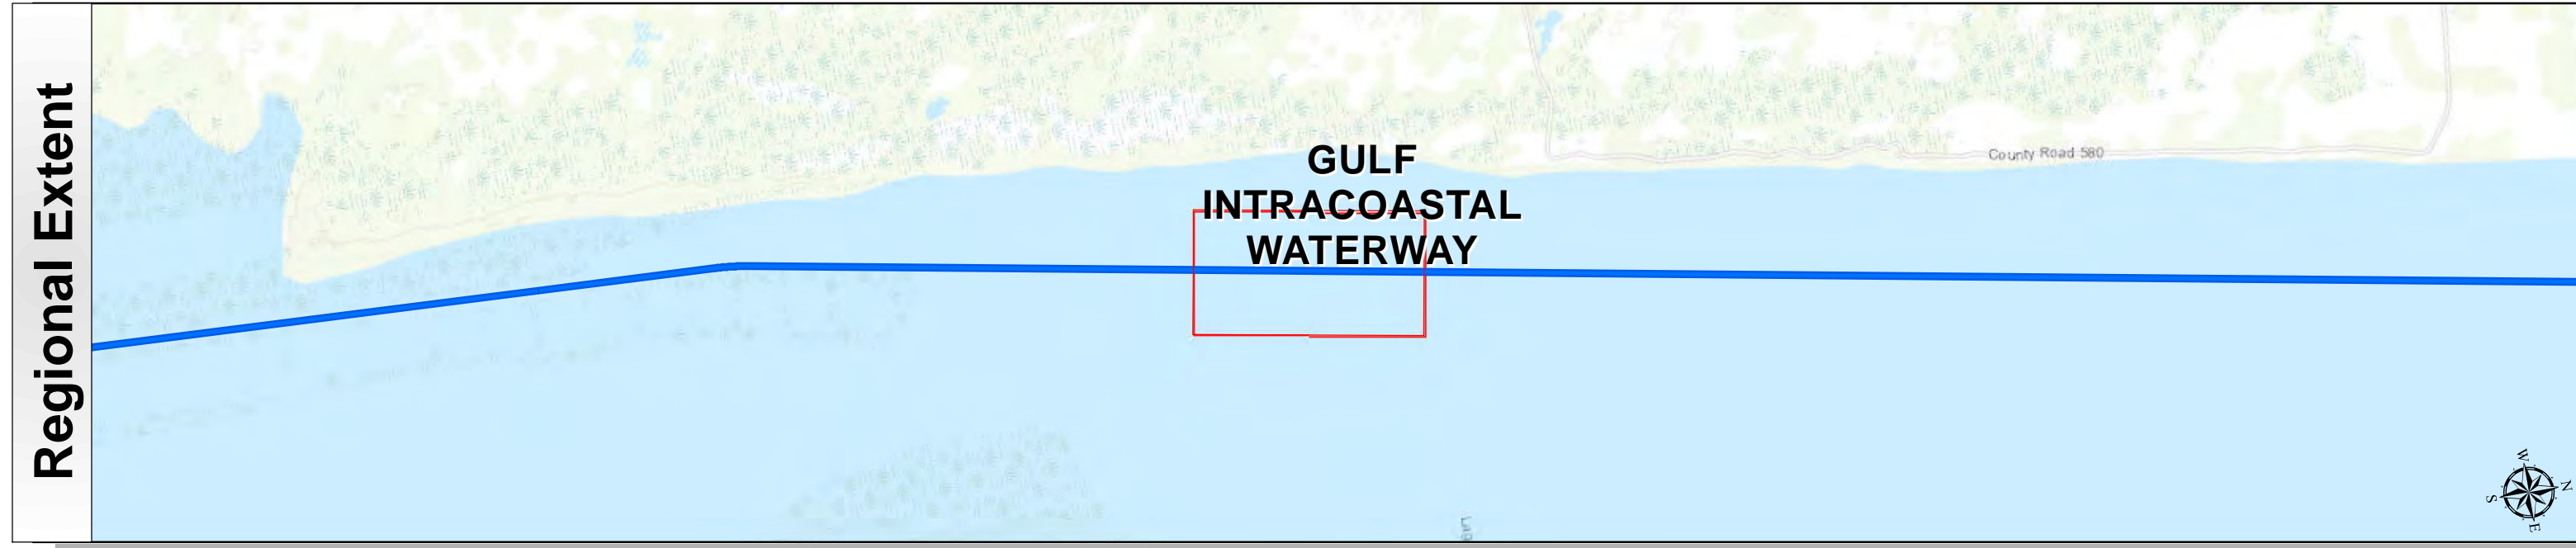 Regional Extent
GULF
INTRACOASTAL
WATERWAY
County Road 580
W
N
S
E